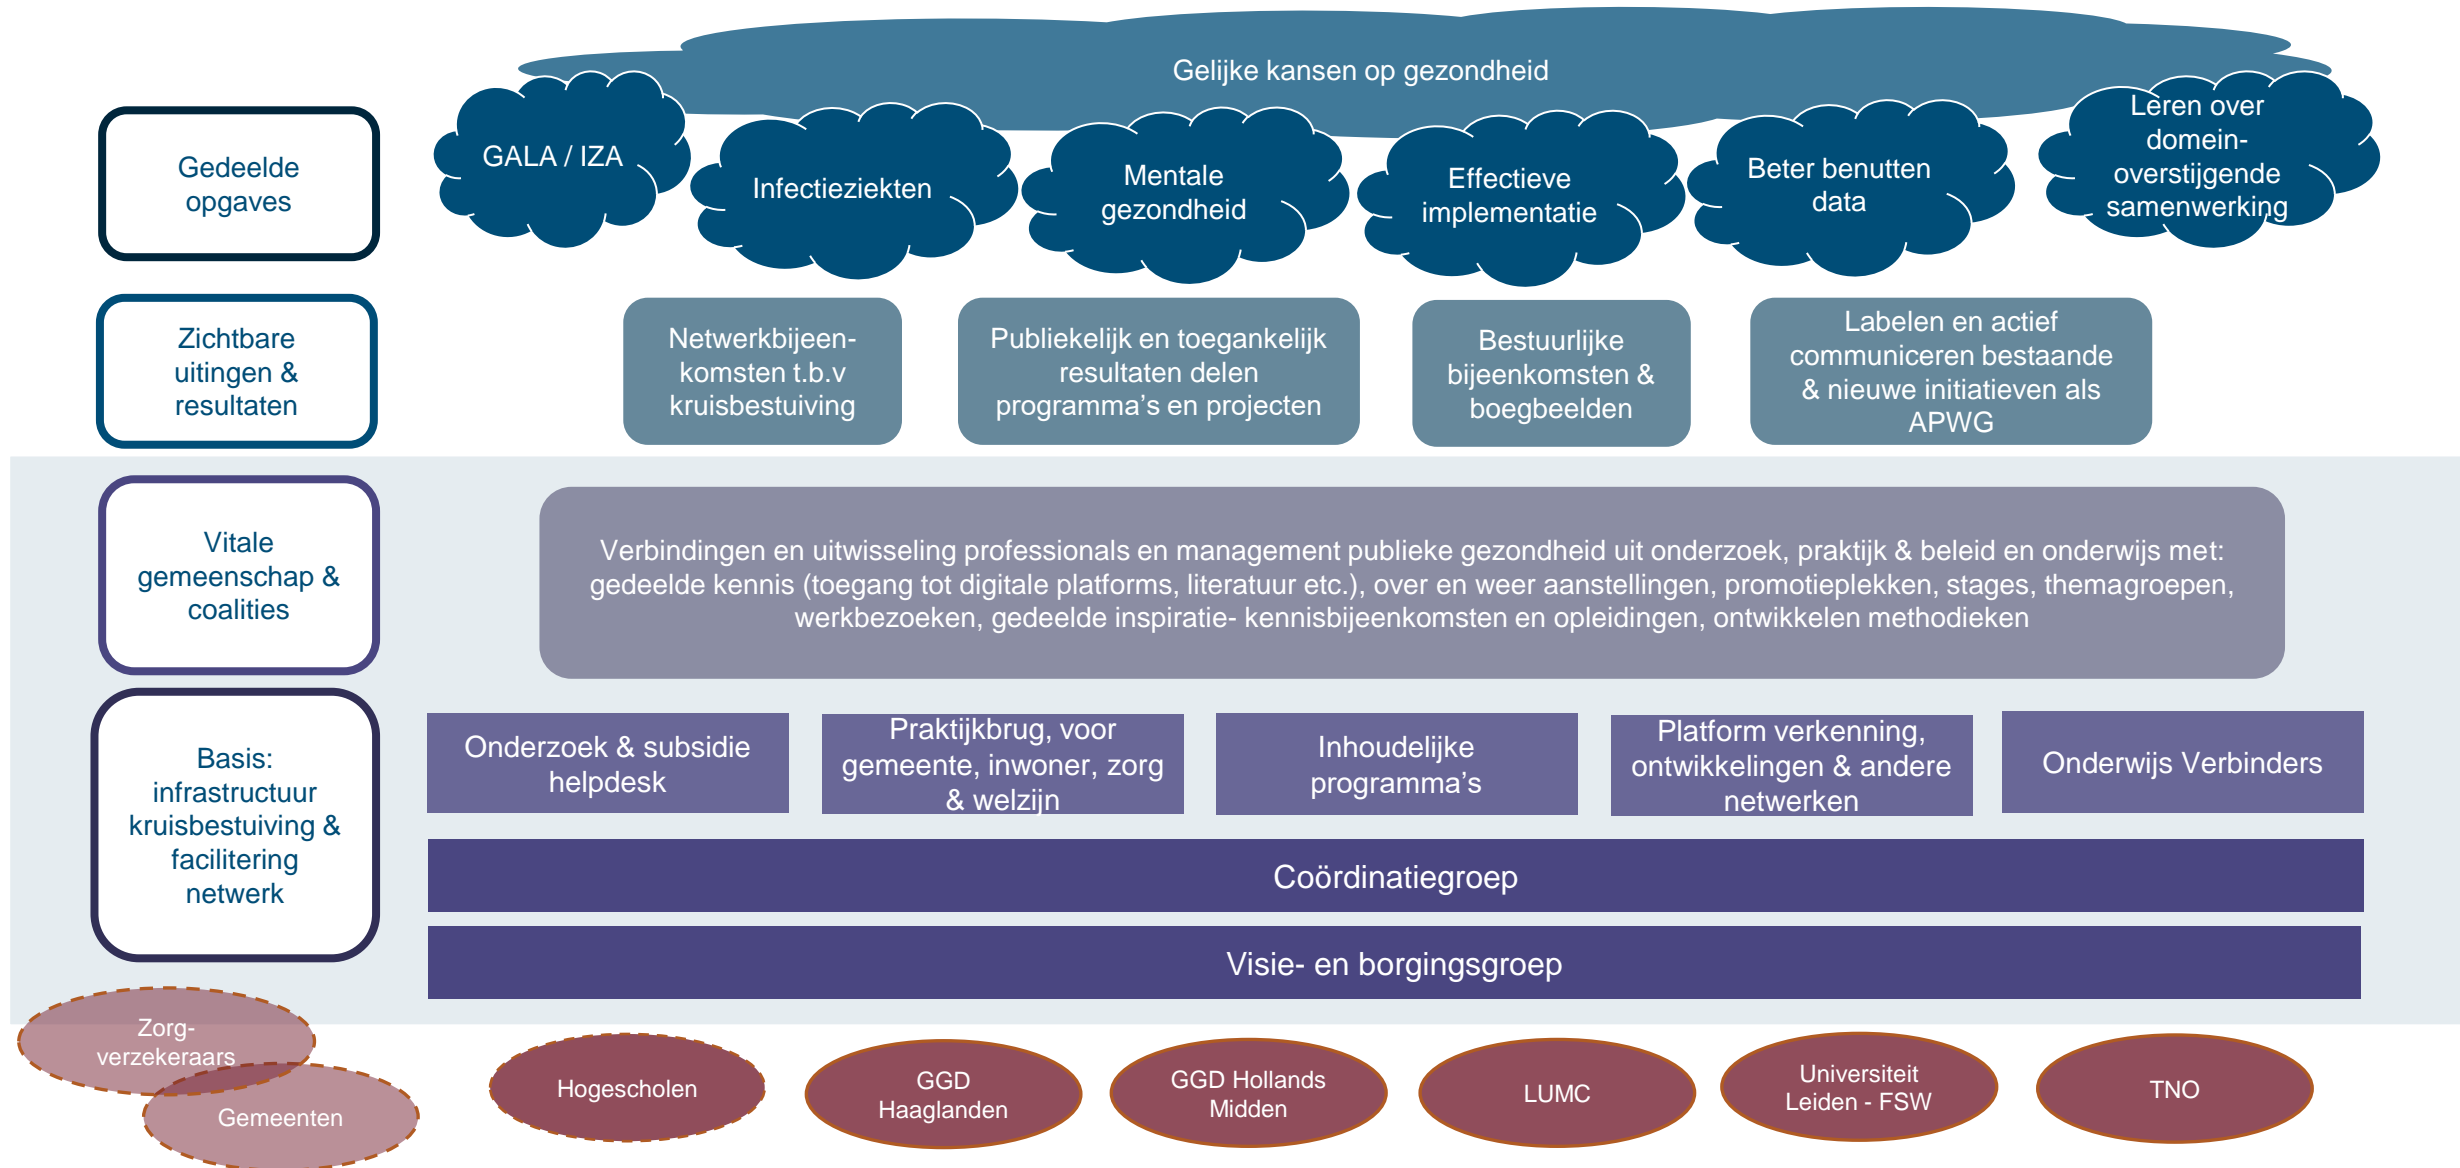 Gelijke kansen op gezondheid
Gedeelde
opgaves
GALA / IZA
Infectieziekten
Mentale
gezondheid
Effectieve
implementatie
Beter benutten
data
Leren over
domein-
overstijgende
samenwerking
Zichtbare
uitingen &
resultaten
Netwerkbijeen-
komsten t.b.v
kruisbestuiving
Publiekelijk en toegankelijk
resultaten delen
programma's en projecten
Bestuurlijke
bijeenkomsten &
boegbeelden
Labelen en actief
communiceren bestaande
& nieuwe initiatieven als
APWG
Vitale
gemeenschap &
coalities
Verbindingen en uitwisseling professionals en management publieke gezondheid uit onderzoek, praktijk & beleid en onderwijs met:
gedeelde kennis (toegang tot digitale platforms, literatuur etc.), over en weer aanstellingen, promotieplekken, stages, themagroepen,
werkbezoeken, gedeelde inspiratie- kennisbijeenkomsten en opleidingen, ontwikkelen methodieken
Basis:
infrastructuur
kruisbestuiving &
facilitering
netwerk
Onderzoek & subsidie
helpdesk
Praktijkbrug, voor
gemeente, inwoner, zorg
& welzijn
Inhoudelijke
programma's
Platform verkenning,
ontwikkelingen & andere
netwerken
Onderwijs Verbinders
Coördinatiegroep
Visie- en borgingsgroep
Zorg-
verzekeraars
Gemeenten
Hogescholen
GGD
Haaglanden
GGD Hollands
Midden
LUMC
Universiteit
Leiden - FSW
TNO